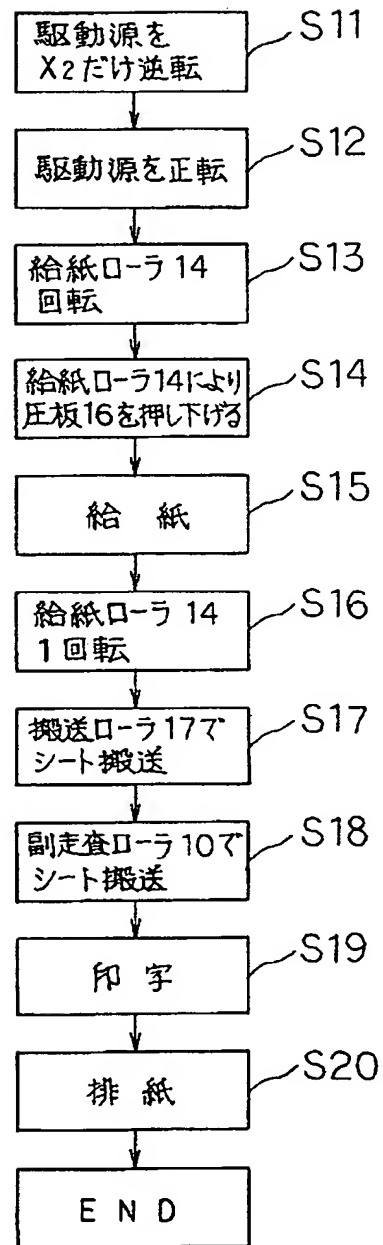 駆動源を
X2だけ逆転
S11
駆動源を正転
S12
給紙ローラ14
回転
S13
給紙ローラ14により
圧板16を押し下げる
S14
給 紙
S15
給紙ローラ14
1回転
S16
搬送ローラ17で
シート搬送
S17
副走査ローラ10で
シート搬送
S18
印 字
S19
排 紙
S20
END